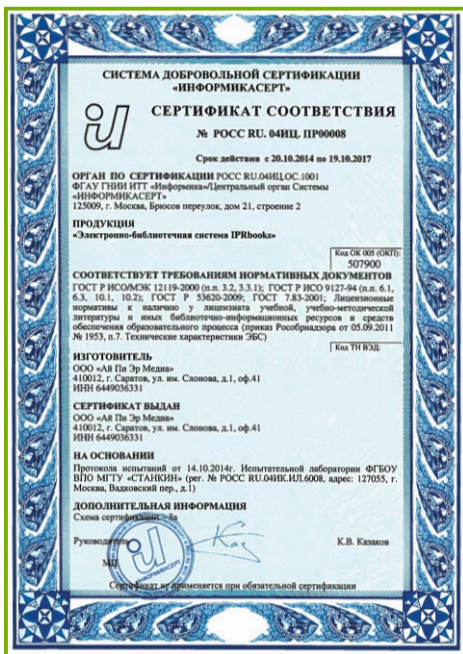 СИСТЕМА ДОБРОВОЛЬНОЙ СЕРТИФИКАЦИИ
«ИНФОРМИКАСЕРТ»
СЕРТИФИКАТ СООТВЕТСТВИЯ
№ РОСС RU. 04ИЦ. ПР00008
Срок действия с 20.10.2014 по 19.10.2017
ОРГАН ПО СЕРТИФИКАЦИИ РОСС RU.04ИЦ.ОС.1001
ФГАУ ГНИИ ИТТ «Информика»/Центральный орган Системы
«ИНФОРМИКАСЕРТ»
125009, г. Москва, Брюсов переулок, дом 21, строение 2
ПРОДУКЦИЯ
«Электронно-библиотечная система IPRbooks»
Код ОК 005 (ОКП):
507900
СООТВЕТСТВУЕТ ТРЕБОВАНИЯМ НОРМАТИВНЫХ ДОКУМЕНТОВ
ГОСТ Р ИСО/МЭК 12119-2000 (п.п. 3.2, 3.3.1); ГОСТ Р ИСО 9127-94 (п.п. 6.1,
6.3, 10.1, 10.2); ГОСТ Р 53620-2009; ГОСТ 7.83-2001; Лицензионные
нормативы к наличию у лицензиата учебной, учебно-методической
литературы и иных библиотечно-информационных ресурсов и средств
обеспечения образовательного процесса (приказ Рособрнадзора от 05.09.2011
№ 1953, п.7. Технические характеристики ЭБС)
Код ТН ВЭД:
ИЗГОТОВИТЕЛЬ
ООО «Ай Пи Эр Медиа»
410012, г. Саратов, ул. им. Слонова, д.1, оф.41
ИНН 6449036331
СЕРТИФИКАТ ВЫДАН
ООО «Ай Пи Эр Медиа»
410012, г. Саратов, ул. им. Слонова, д.1, оф.41
ИНН 6449036331
НА ОСНОВАНИИ
Протокола испытаний от 14.10.2014г. Испытательной лаборатории ФГБОУ
ВПО МГТУ «СТАНКИН» (рег. № РОСС RU.04ИК.ИЛ.6008, адрес: 127055, г.
Москва, Вадковский пер., д.1)
ДОПОЛНИТЕЛЬНАЯ ИНФОРМАЦИЯ
Схема сертификации – 3а
Руководитель
К.В. Казаков
МП
Сертификат не применяется при обязательной сертификации